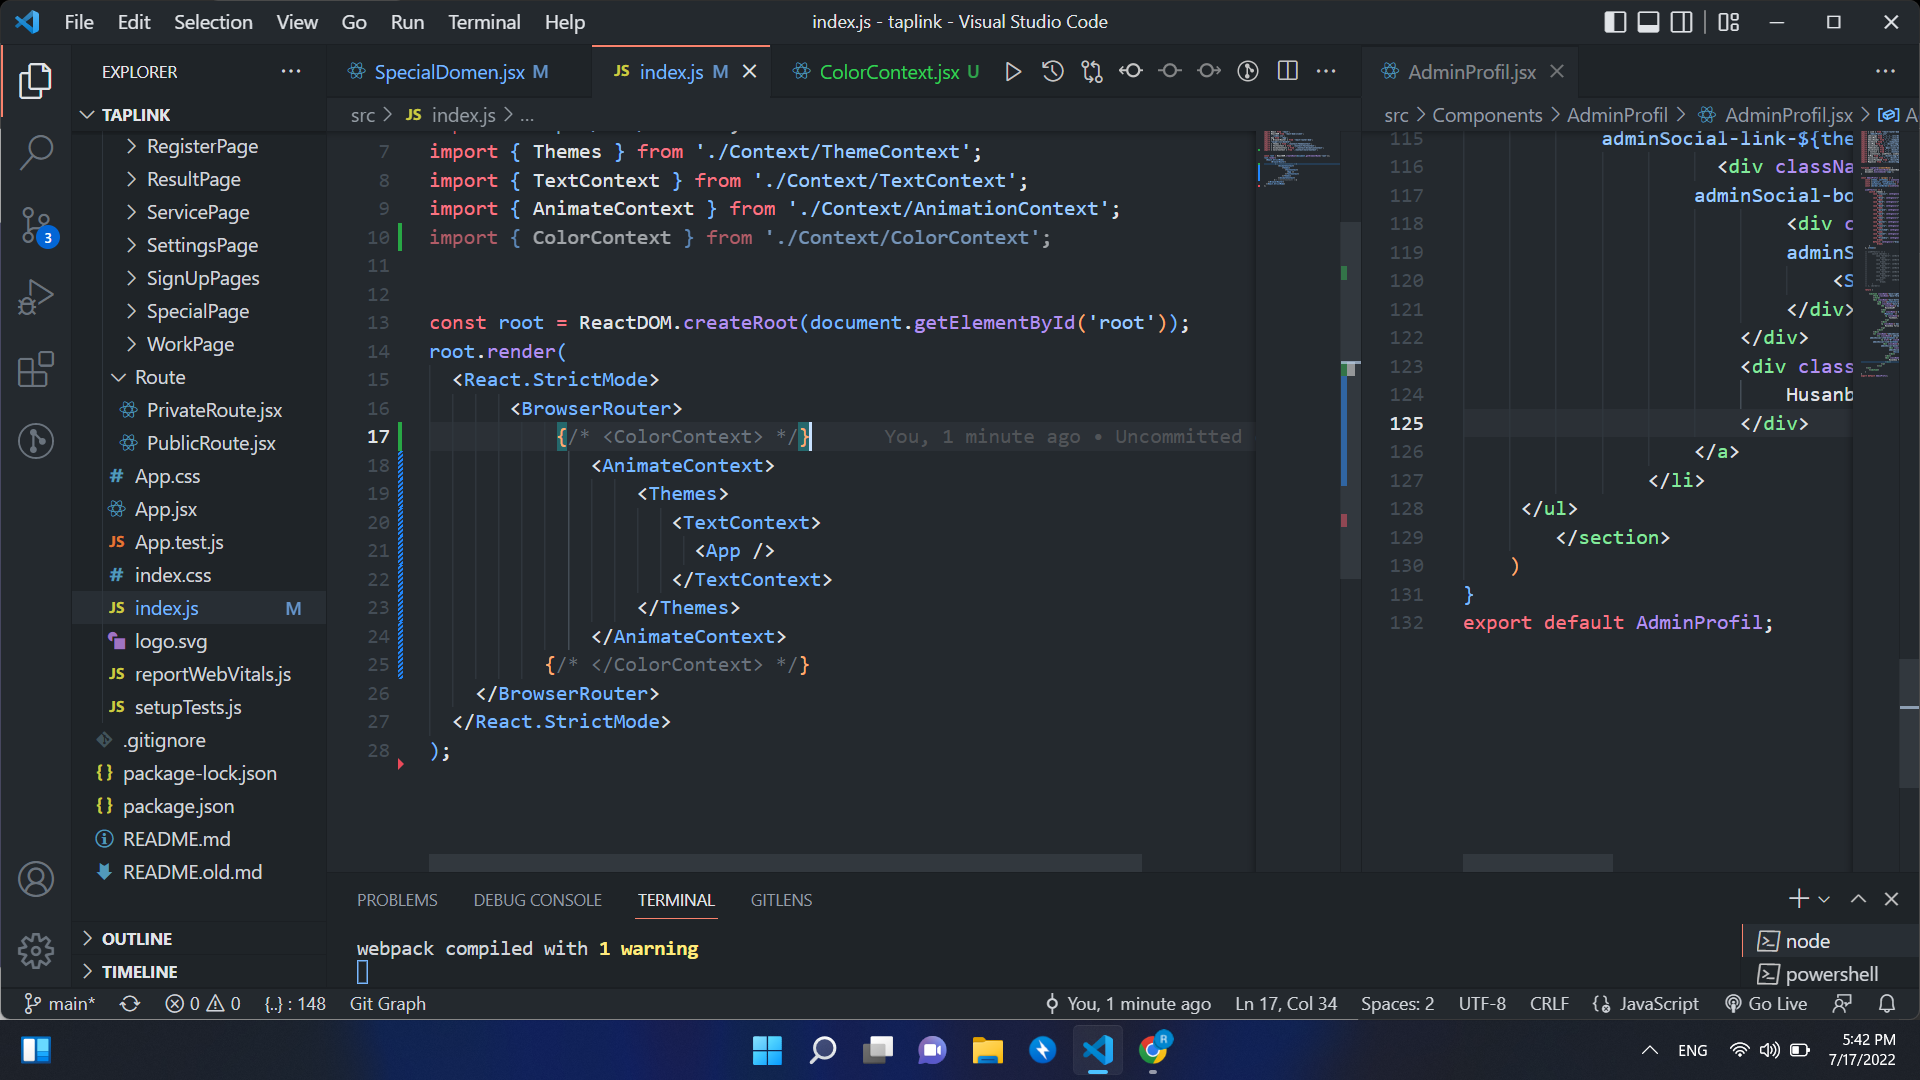 File Edit Selection View Go Run Terminal Help
index.js - taplink - Visual Studio Code
EXPLORER
TAPLINK
RegisterPage
ResultPage
ServicePage
SettingsPage
SignUpPages
SpecialPage
WorkPage
Route
PrivateRoute.jsx
PublicRoute.jsx
# App.css
App.jsx
JS App.test.js
# index.css
JS index.js M
logo.svg
JS reportWebVitals.js
JS setupTests.js
.gitignore
{} package-lock.json
{} package.json
README.md
README.old.md
OUTLINE
TIMELINE
3
SpecialDomen.jsx M
JS index.js M
ColorContext.jsx U
src > JS index.js > ...
7 import { Themes } from './Context/ThemeContext';
8 import { TextContext } from './Context/TextContext';
9 import { AnimateContext } from './Context/AnimationContext';
10 import { ColorContext } from './Context/ColorContext';
11
12
13 const root = ReactDOM.createRoot(document.getElementById('root'));
14 root.render(
15 <React.StrictMode>
16 <BrowserRouter>
17 {/* <ColorContext> */} You, 1 minute ago • Uncommitted
18 <AnimateContext>
19 <Themes>
20 <TextContext>
21 <App />
22 </TextContext>
23 </Themes>
24 </AnimateContext>
25 {/* </ColorContext> */}
26 </BrowserRouter>
27 </React.StrictMode>
28 );
AdminProfil.jsx
src > Components > AdminProfil > AdminProfil.jsx > A
115 adminSocial-link-${the
116 <div classNa
117 adminSocial-bo
118 <div c
119 adminS
120 <S
121 </div>
122 </div>
123 <div class
124 Husanb
125 </div>
126 </a>
127 </li>
128 </ul>
129 </section>
130 )
131 }
132 export default AdminProfil;
PROBLEMS DEBUG CONSOLE TERMINAL GITLENS
webpack compiled with 1 warning
node
powershell
main* 0 0 {..} : 148 Git Graph
You, 1 minute ago Ln 17, Col 34 Spaces: 2 UTF-8 CRLF JavaScript Go Live
R
ENG
5:42 PM
7/17/2022